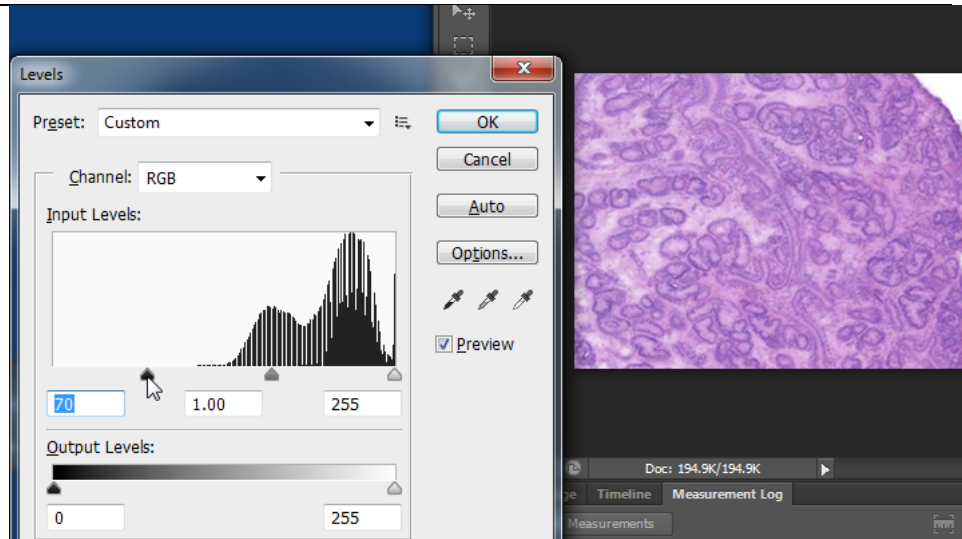 Levels
Preset: Custom
OK
Cancel
Channel: RGB
Auto
Input Levels:
Options...
Preview
70 1.00 255
Output Levels:
0 255
Doc: 194.9K/194.9K
ge Timeline Measurement Log
Measurements